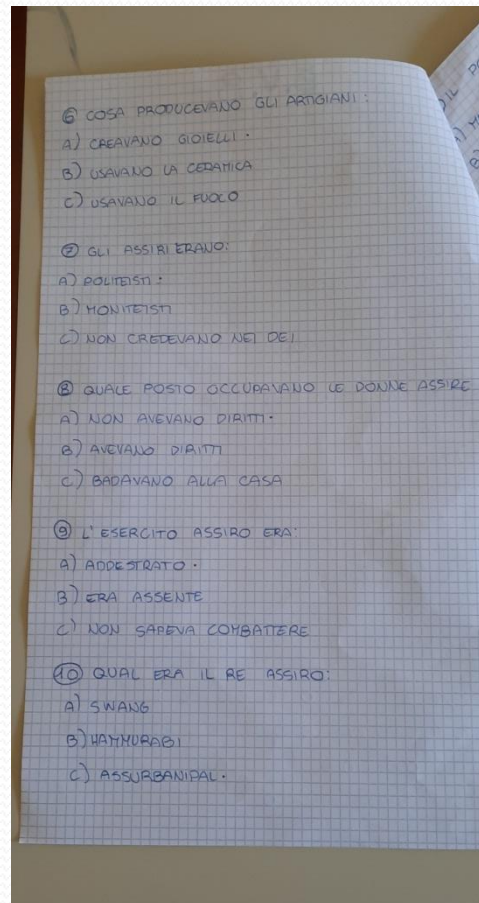 ⑥ COSA PRODUCEVANO GLI ARTIGIANI:
A) CREAVANO GIOIELLI.
B) USAVANO LA CERAMICA
C) USAVANO IL FUOCO
⑦ GLI ASSIRI ERANO:
A) POLITEISTI.
B) MONITEISTI
C) NON CREDEVANO NEI DEI
⑧ QUALE POSTO OCCUPAVANO LE DONNE ASSIRE
A) NON AVEVANO DIRITTI.
B) AVEVANO DIRITTI
C) BADAVANO ALLA CASA
⑨ L'ESERCITO ASSIRO ERA:
A) ADDESTRATO.
B) ERA ASSENTE
C) NON SAPEVA COMBATTERE
⑩ QUAL ERA IL RE ASSIRO:
A) SWANG
B) HAMMURABI
C) ASSURBANIPAL.